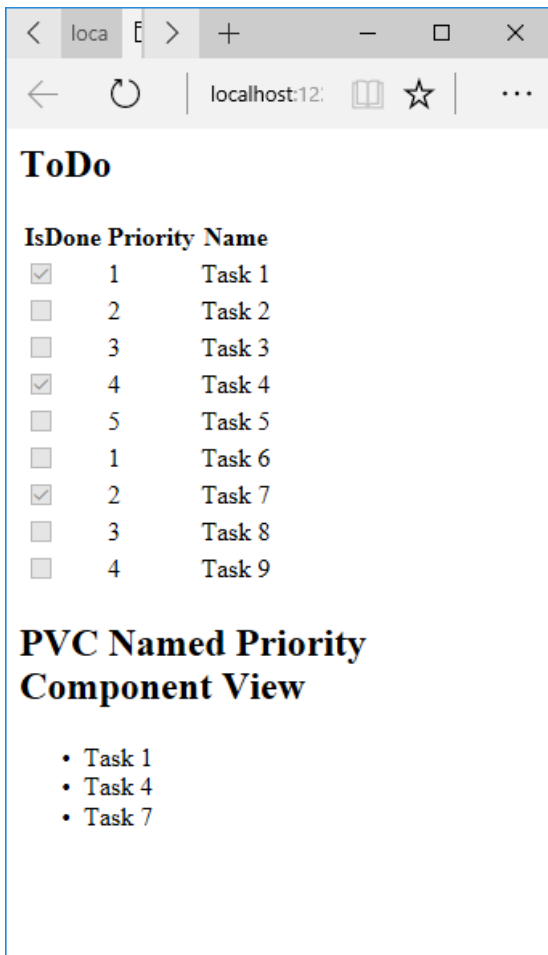 loca
localhost:12
ToDo
IsDone Priority Name
1 Task 1
2 Task 2
3 Task 3
4 Task 4
5 Task 5
1 Task 6
2 Task 7
3 Task 8
4 Task 9
PVC Named Priority
Component View
• Task 1
• Task 4
• Task 7